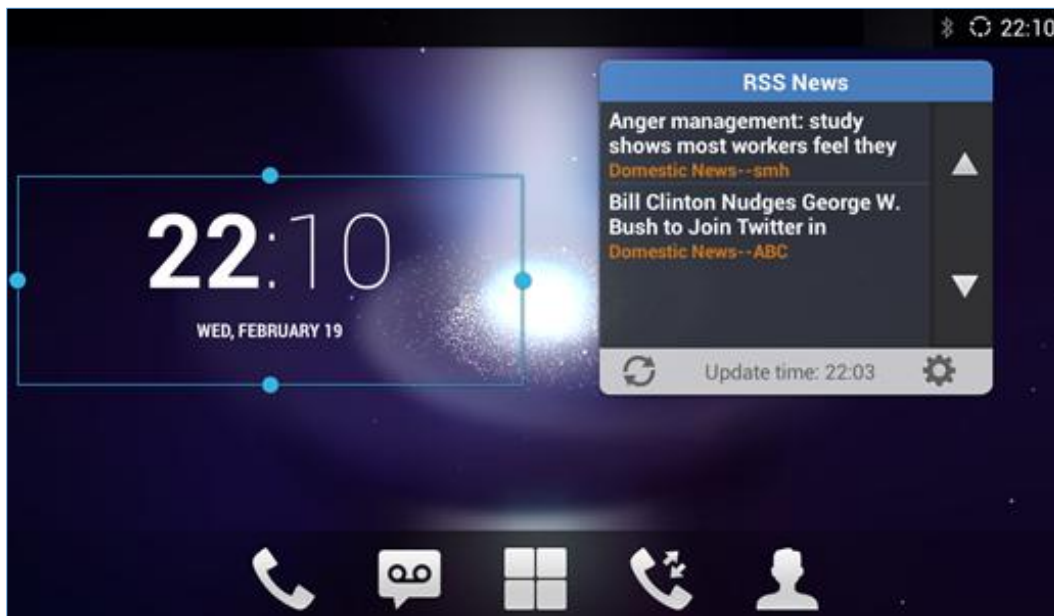 22:10
RSS News
Anger management: study
shows most workers feel they
Domestic News--smh
Bill Clinton Nudges George W.
Bush to Join Twitter in
Domestic News--ABC
Update time: 22:03
22:10
WED, FEBRUARY 19